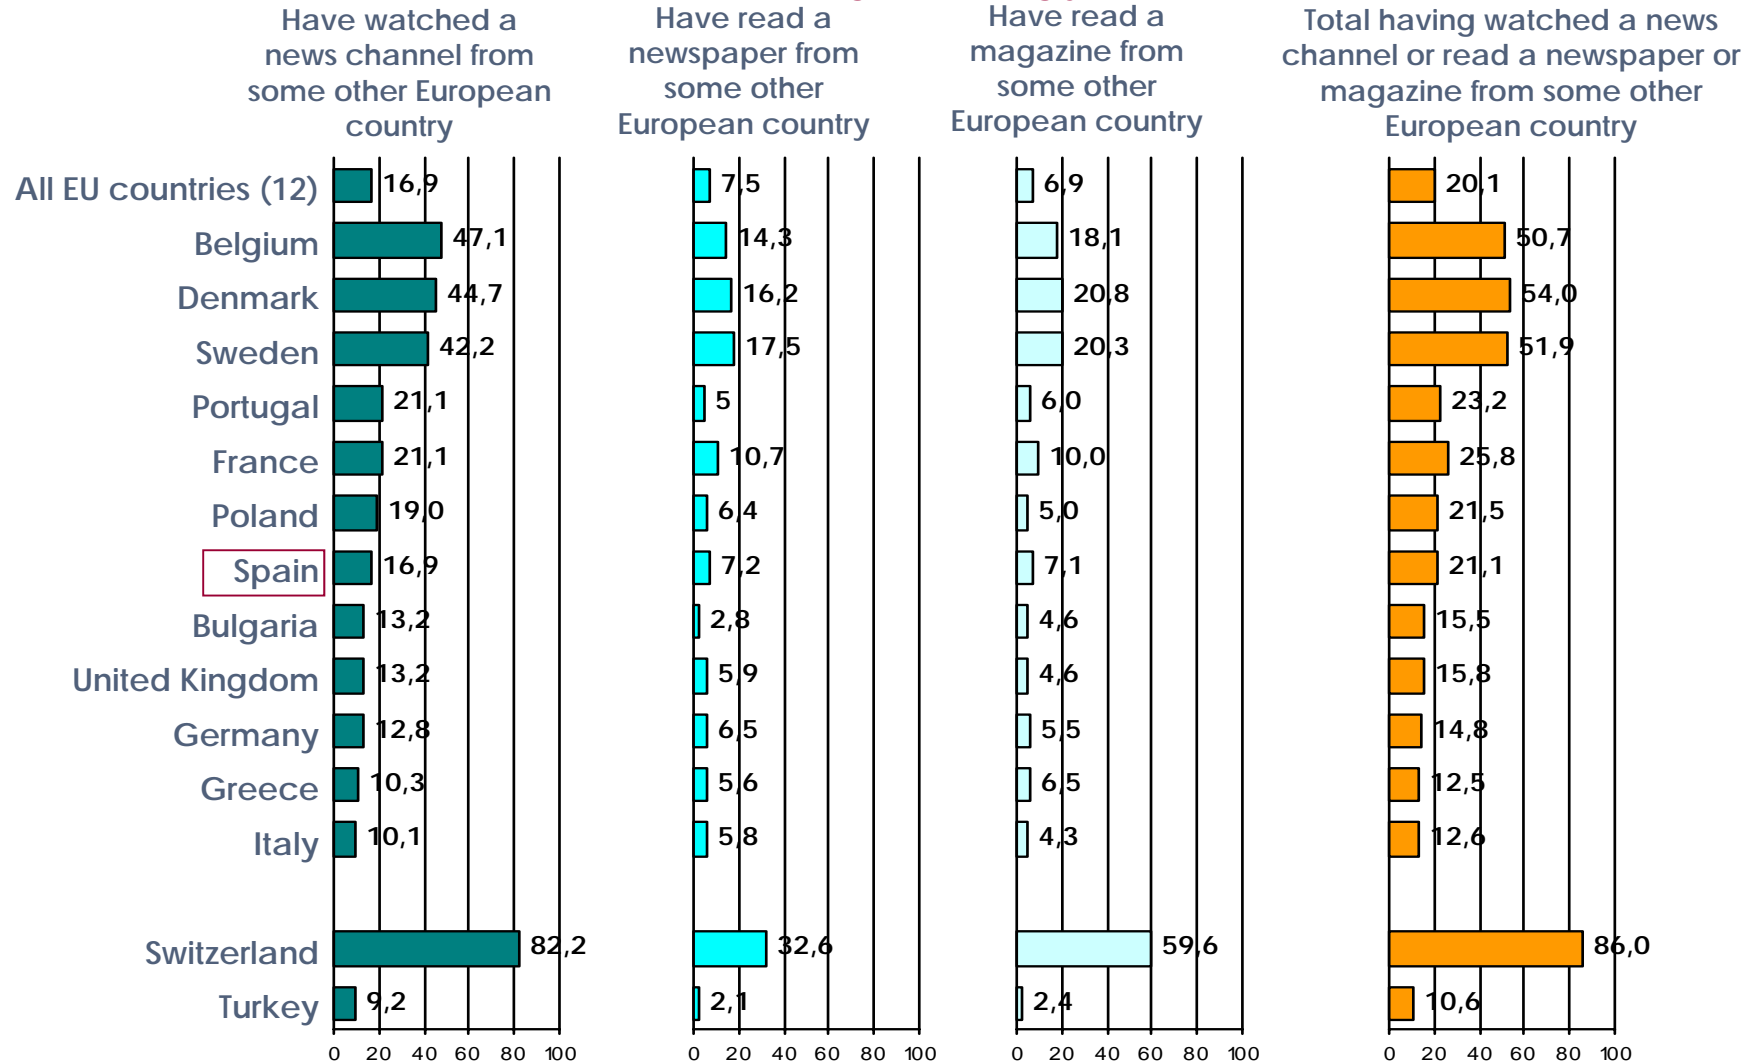 Have watched a
news channel from
some other European
country
Have read a
newspaper from
some other
European country
Have read a
magazine from
some other
European country
Total having watched a news
channel or read a newspaper or
magazine from some other
European country
All EU countries (12) 16,9 7,5 6,9 20,1
Belgium 47,1 14,3 18,1 50,7
Denmark 44,7 16,2 20,8 54,0
Sweden 42,2 17,5 20,3 51,9
Portugal 21,1 5 6,0 23,2
France 21,1 10,7 10,0 25,8
Poland 19,0 6,4 5,0 21,5
Spain 16,9 7,2 7,1 21,1
Bulgaria 13,2 2,8 4,6 15,5
United Kingdom 13,2 5,9 4,6 15,8
Germany 12,8 6,5 5,5 14,8
Greece 10,3 5,6 6,5 12,5
Italy 10,1 5,8 4,3 12,6
Switzerland 82,2 32,6 59,6 86,0
Turkey 9,2 2,1 2,4 10,6
0 20 40 60 80 100 0 20 40 60 80 100 0 20 40 60 80 100 0 20 40 60 80 100